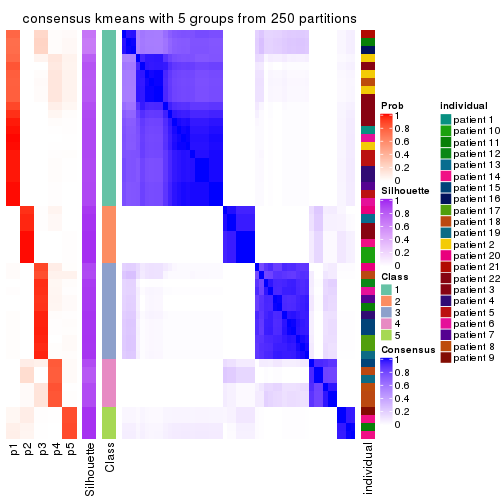 consensus kmeans with 5 groups from 250 partitions
p1
p2
p3
p4
p5
Silhouette
Class
individual
Prob
1
0.8
0.6
0.4
0.2
0
Silhouette
1
0.8
0.6
0.4
0.2
0
Class
1
2
3
4
5
Consensus
1
0.8
0.6
0.4
0.2
0
individual
patient 1
patient 10
patient 11
patient 12
patient 13
patient 14
patient 15
patient 16
patient 17
patient 18
patient 19
patient 2
patient 20
patient 21
patient 22
patient 3
patient 4
patient 5
patient 6
patient 7
patient 8
patient 9